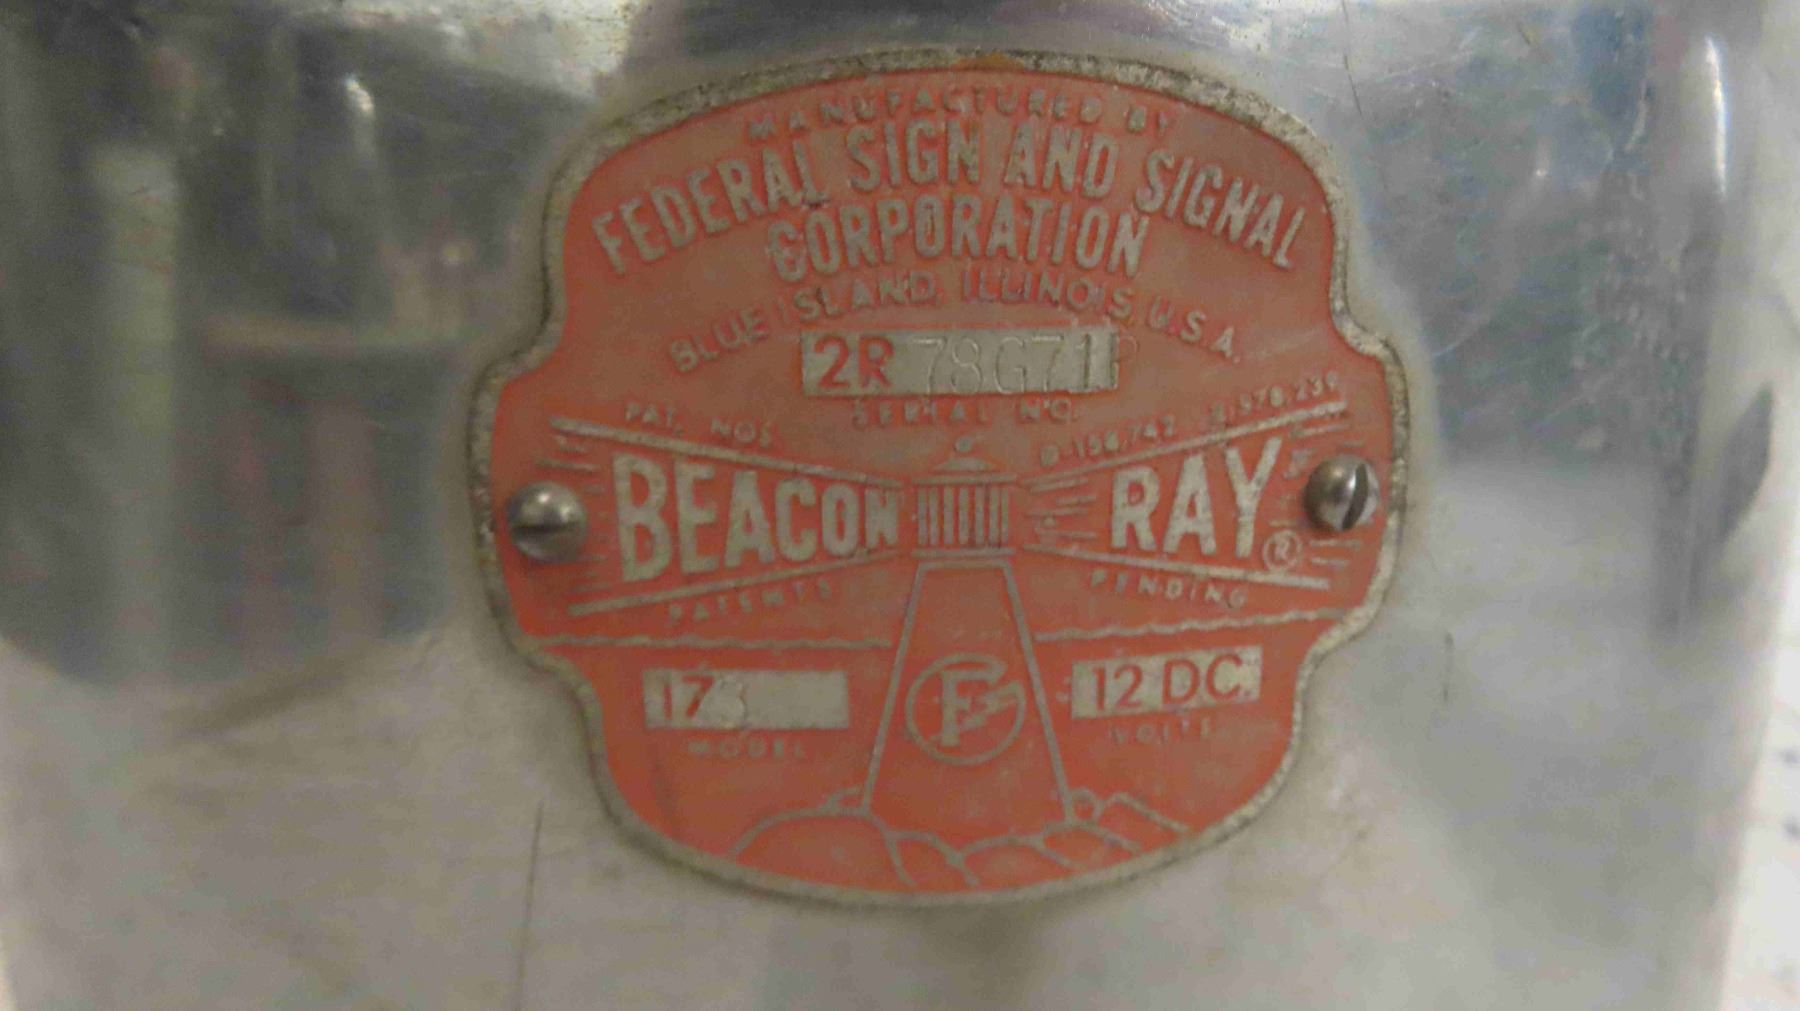 MANUFACTURED BY
FEDERAL SIGN AND SIGNAL
CORPORATION
BLUE ISLAND, ILLINOIS, U.S.A.
2R
SERIAL NO.
PAT. NOS.
BEACON RAY®
PATENTS PENDING
173 12 DC.
MODEL VOLTS
F